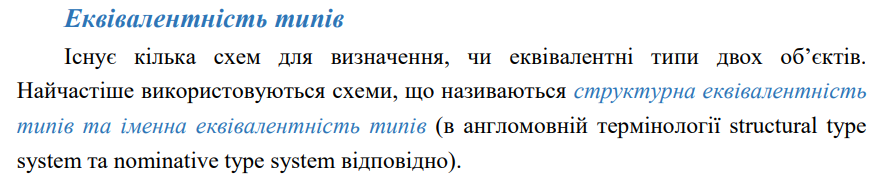 Еквівалентність типів
Існує кілька схем для визначення, чи еквівалентні типи двох об’єктів.
Найчастіше використовуються схеми, що називаються структурна еквівалентність
типів та іменна еквівалентність типів (в англомовній термінології structural type
system та nominative type system відповідно).